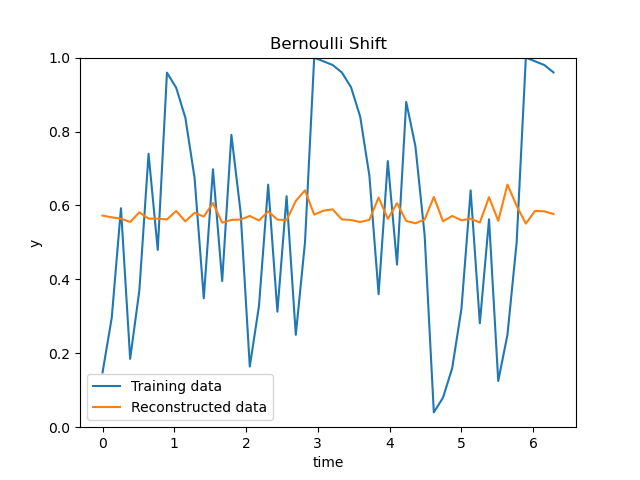 Bernoulli Shift
1.0
0.8
0.6
0.4
0.2
0.0
y
Training data
Reconstructed data
0 1 2 3 4 5 6
time